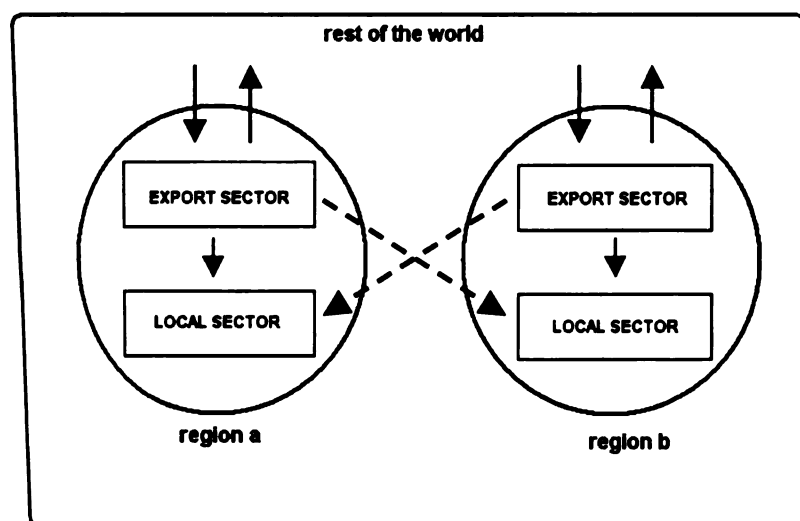 rest of the world
EXPORT SECTOR
EXPORT SECTOR
LOCAL SECTOR
LOCAL SECTOR
region a
region b